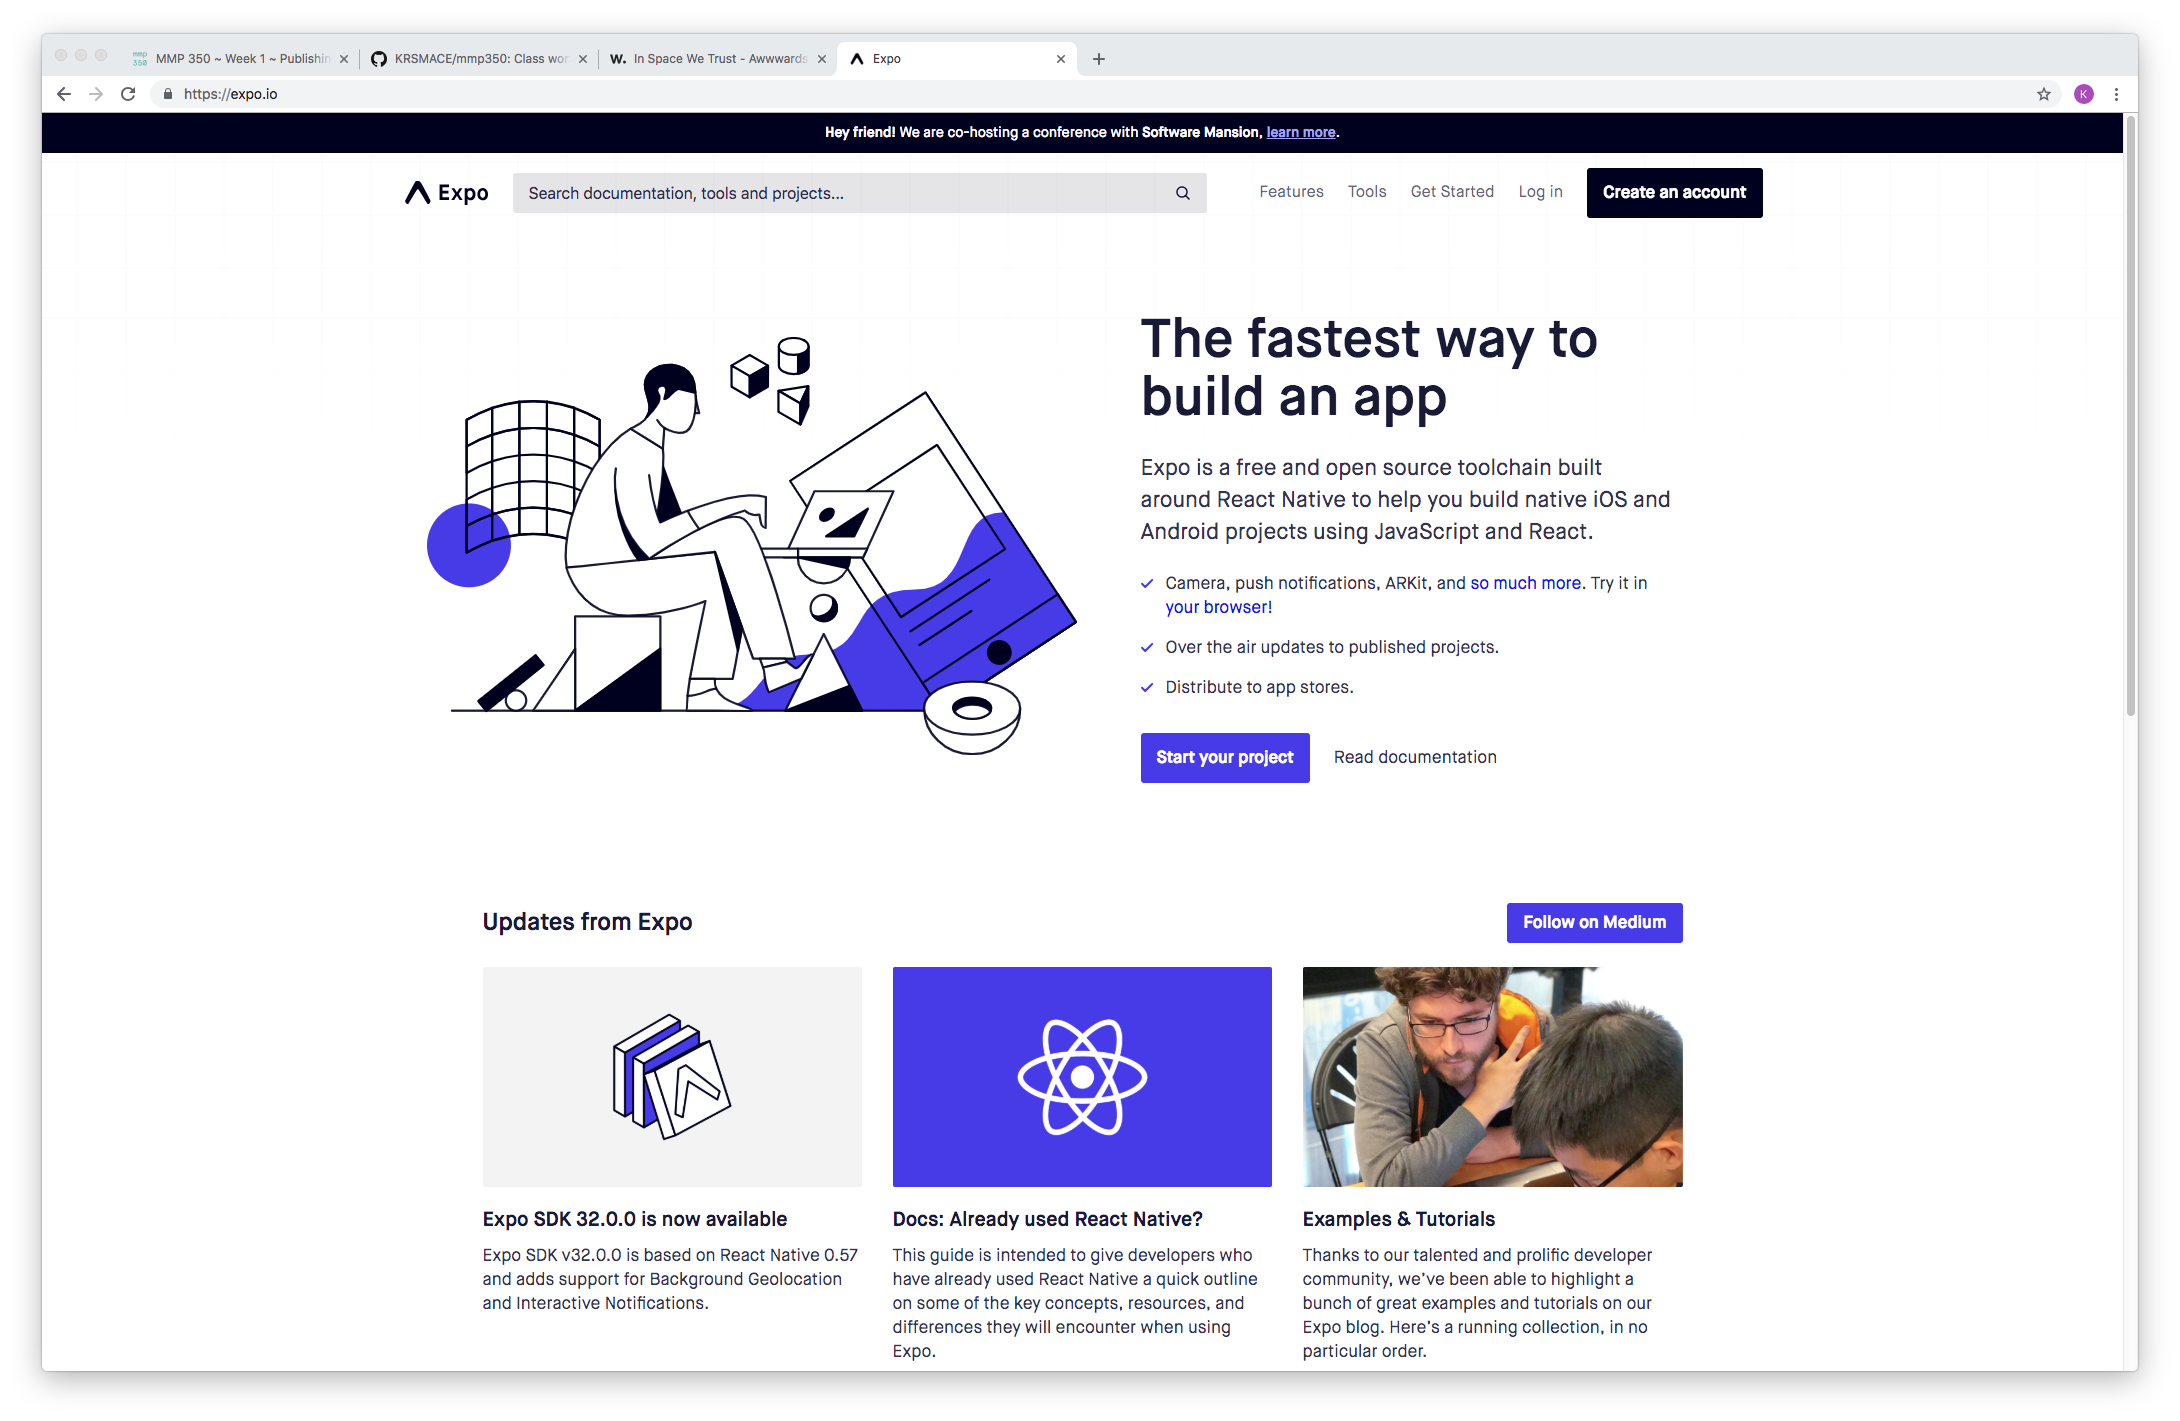 mmp
350
MMP 350 ~ Week 1 ~ Publishin
KRSMACE/mmp350: Class wor
W. In Space We Trust - Awwwards
Expo
https://expo.io
K
Hey friend! We are co-hosting a conference with Software Mansion, learn more.
Expo
Search documentation, tools and projects...
Features
Tools
Get Started
Log in
Create an account
The fastest way to
build an app
Expo is a free and open source toolchain built
around React Native to help you build native iOS and
Android projects using JavaScript and React.
Camera, push notifications, ARKit, and so much more. Try it in
your browser!
Over the air updates to published projects.
Distribute to app stores.
Start your project
Read documentation
Updates from Expo
Follow on Medium
Expo SDK 32.0.0 is now available
Expo SDK v32.0.0 is based on React Native 0.57
and adds support for Background Geolocation
and Interactive Notifications.
Docs: Already used React Native?
This guide is intended to give developers who
have already used React Native a quick outline
on some of the key concepts, resources, and
differences they will encounter when using
Expo.
Examples & Tutorials
Thanks to our talented and prolific developer
community, we've been able to highlight a
bunch of great examples and tutorials on our
Expo blog. Here's a running collection, in no
particular order.